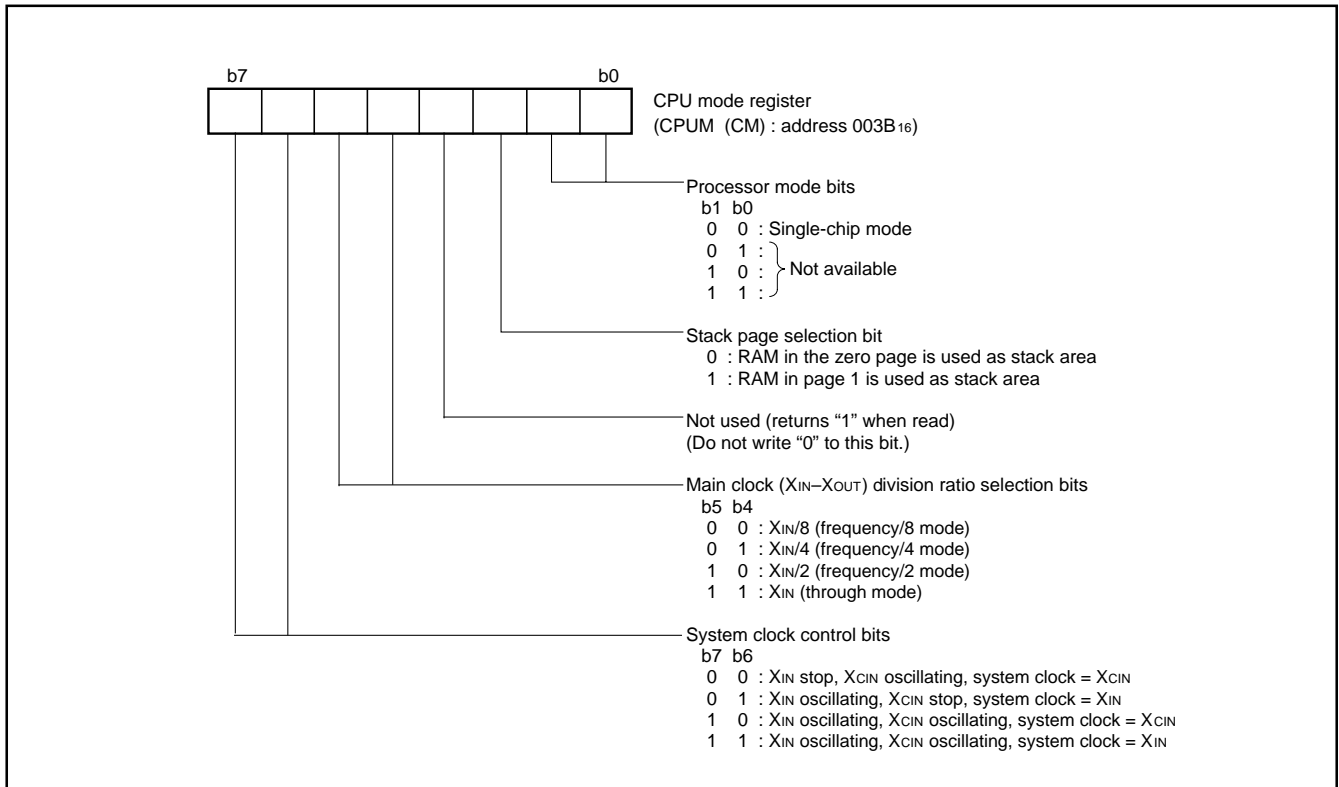 b7 b0
CPU mode register
(CPUM (CM) : address 003B16)
Processor mode bits
b1 b0
0 0 : Single-chip mode
0 1 :
1 0 : Not available
1 1 :
Stack page selection bit
0 : RAM in the zero page is used as stack area
1 : RAM in page 1 is used as stack area
Not used (returns “1” when read)
(Do not write “0” to this bit.)
Main clock (XIN–XOUT) division ratio selection bits
b5 b4
0 0 : XIN/8 (frequency/8 mode)
0 1 : XIN/4 (frequency/4 mode)
1 0 : XIN/2 (frequency/2 mode)
1 1 : XIN (through mode)
System clock control bits
b7 b6
0 0 : XIN stop, XCIN oscillating, system clock = XCIN
0 1 : XIN oscillating, XCIN stop, system clock = XIN
1 0 : XIN oscillating, XCIN oscillating, system clock = XCIN
1 1 : XIN oscillating, XCIN oscillating, system clock = XIN